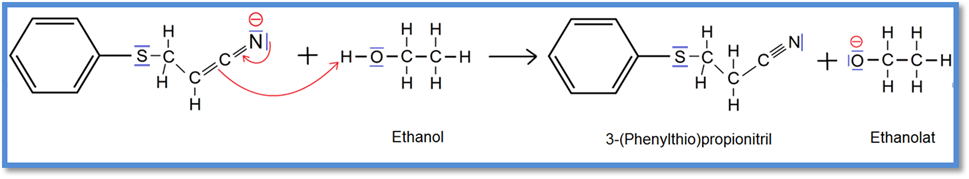 H N ⊖ H H H H N ⊖ H H
S C C + H O C C H → S C C + O C C H
H C H H H C H H
H H
Ethanol 3-(Phenylthio)propionitril Ethanolat